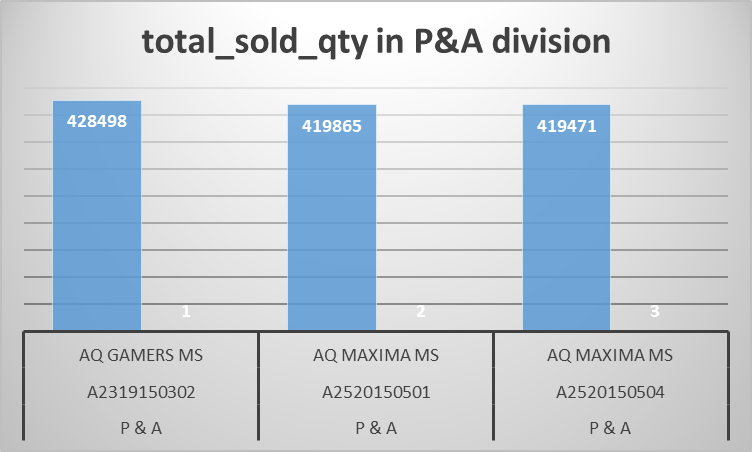 total_sold_qty in P&A division
428498 419865 419471
1 2 3
AQ GAMERS MS AQ MAXIMA MS AQ MAXIMA MS
A2319150302 A2520150501 A2520150504
P & A P & A P & A